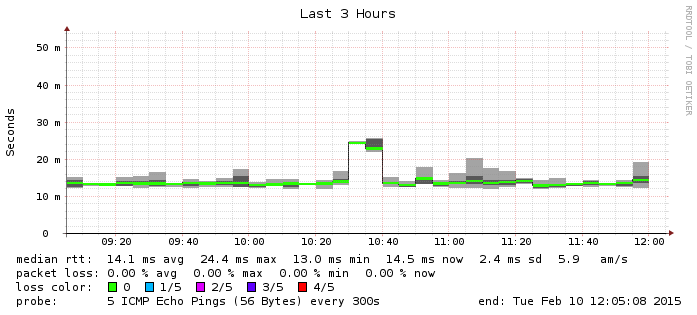 Last 3 Hours
RRDTOOL / TOBI OETIKER
Seconds
50 m
40 m
30 m
20 m
10 m
0
09:20 09:40 10:00 10:20 10:40 11:00 11:20 11:40 12:00
median rtt: 14.1 ms avg 24.4 ms max 13.0 ms min 14.5 ms now 2.4 ms sd 5.9 am/s
packet loss: 0.00 % avg 0.00 % max 0.00 % min 0.00 % now
loss color: 0 1/5 2/5 3/5 4/5
probe: 5 ICMP Echo Pings (56 Bytes) every 300s end: Tue Feb 10 12:05:08 2015